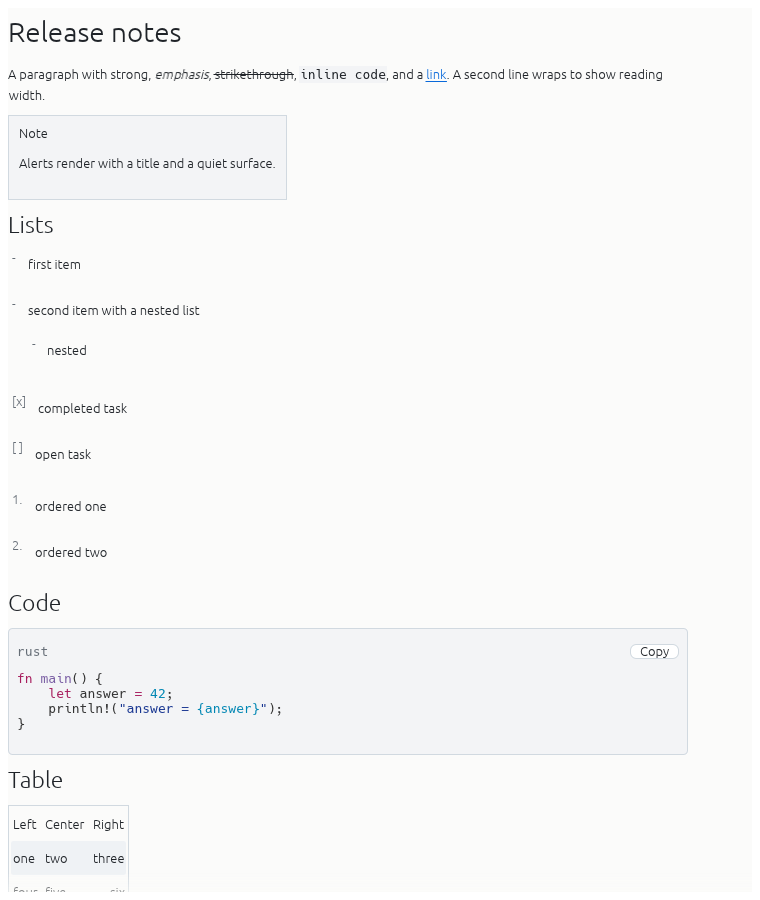 Release notes
A paragraph with strong, emphasis, strikethrough, inline code, and a link. A second line wraps to show reading
width.
Note
Alerts render with a title and a quiet surface.
Lists
- first item
- second item with a nested list
- nested
[x] completed task
[ ] open task
1. ordered one
2. ordered two
Code
rust Copy
fn main() {
    let answer = 42;
    println!("answer = {answer}");
}
Table
Left Center Right
one two three
four five six